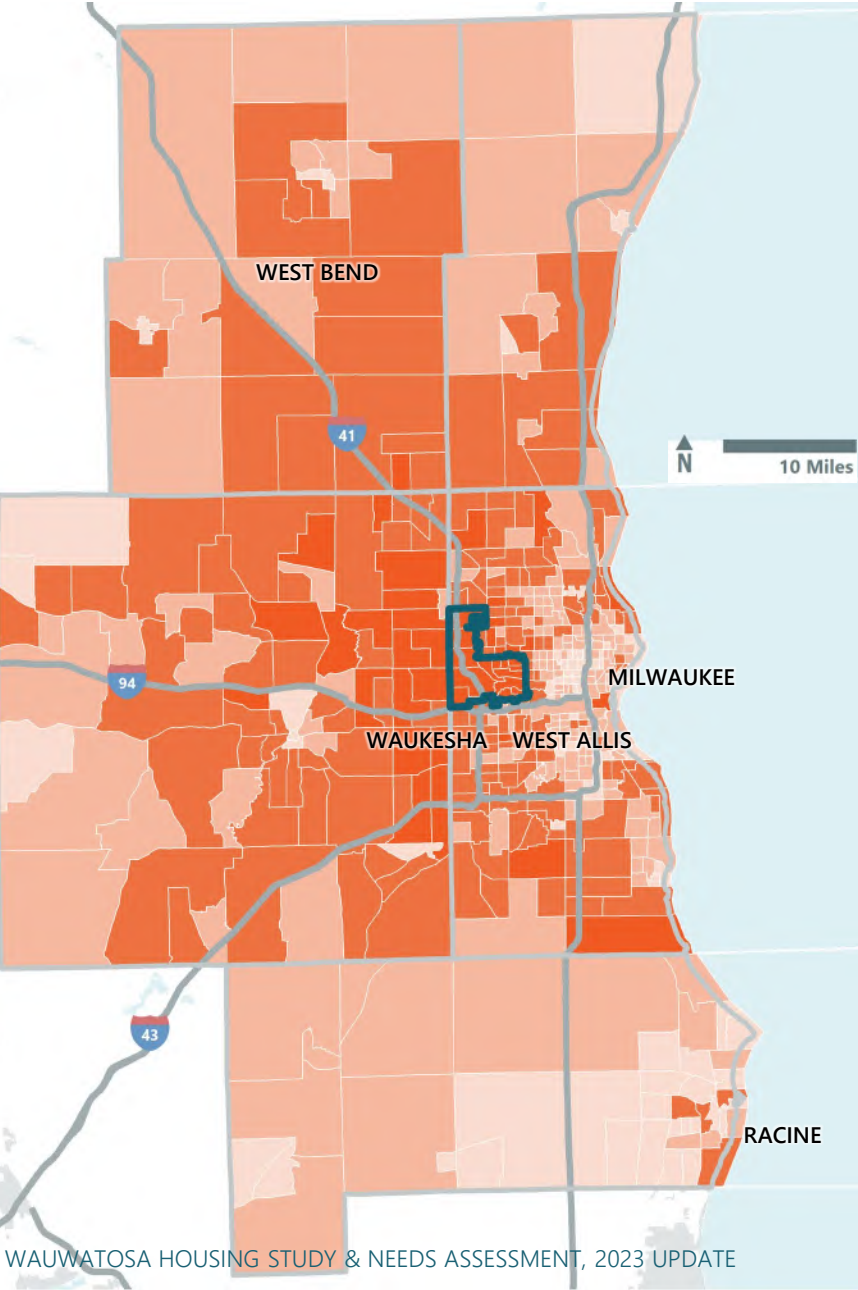 WEST BEND
41
N
10 Miles
94
MILWAUKEE
WAUKESHA
WEST ALLIS
43
RACINE
WAUWATOSA HOUSING STUDY & NEEDS ASSESSMENT, 2023 UPDATE